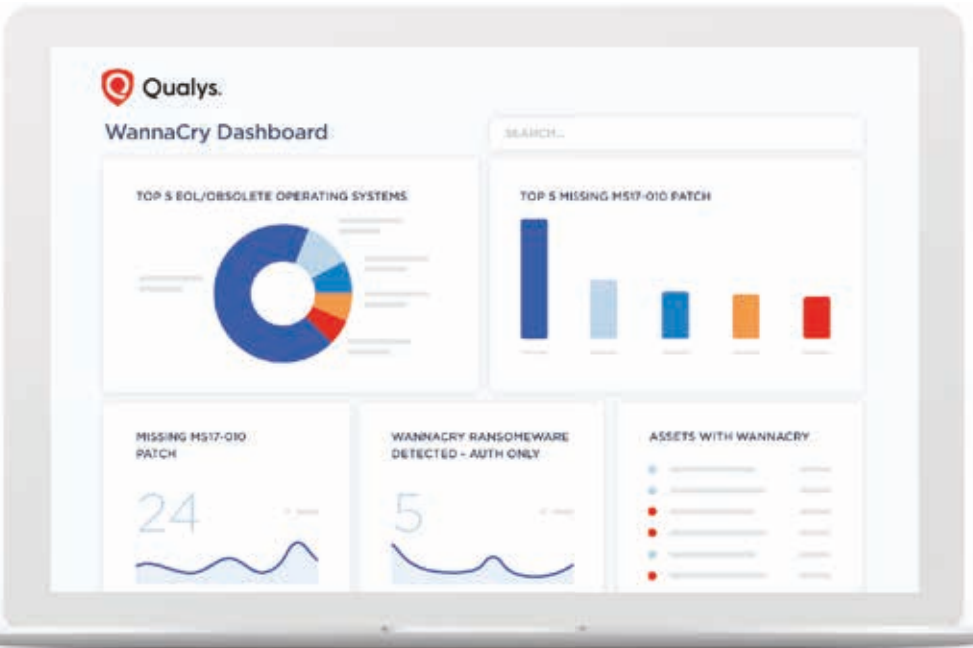 Qualys.
WannaCry Dashboard
SEARCH...
TOP 5 EOL/OBSOLETE OPERATING SYSTEMS
TOP 5 MISSING MS17-010 PATCH
MISSING MS17-010
PATCH
24
WANNACRY RANSOMEWARE
DETECTED - AUTH ONLY
5
ASSETS WITH WANNACRY